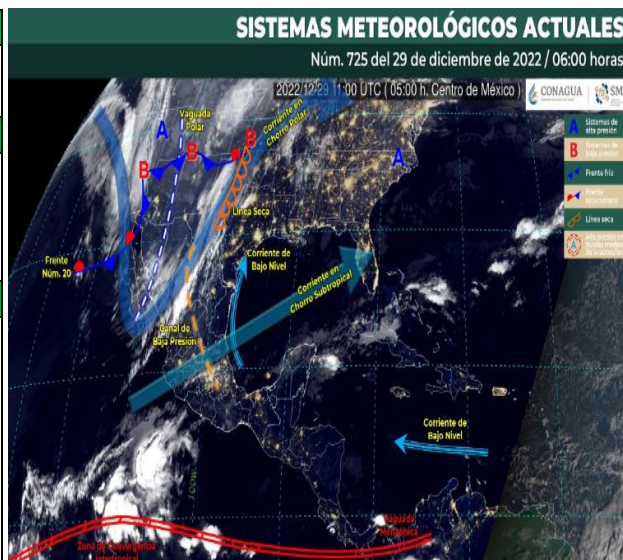 SISTEMAS METEOROLÓGICOS ACTUALES
Núm. 725 del 29 de diciembre de 2022 / 06:00 horas
2022/12/29 11:00 UTC ( 05:00 h. Centro de México )
CONAGUA
SM
A
Sistemas de
alta presión
B
Sistemas de
baja presión
Frente frío
Frente
estacionario
Línea seca
A
Vaguada
Polar
A
B
B
B
Corriente en
Chorro Polar
A
Línea Seca
Frente
Núm. 20
Corriente de
Bajo Nivel
Corriente en
Chorro Subtropical
Canal de
Baja Presión
Corriente de
Bajo Nivel
Zona de Convergencia
Intertropical
Vaguada
Monzónica